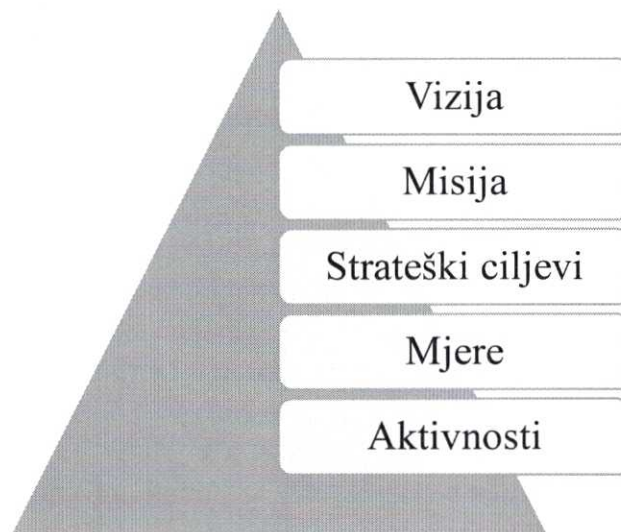 Vizija
Misija
Strateški ciljevi
Mjere
Aktivnosti